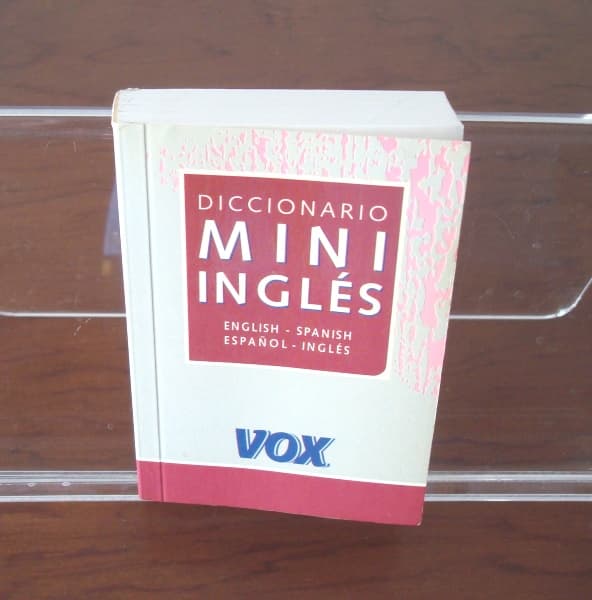 DICCIONARIO
MINI
INGLÉS
ENGLISH - SPANISH
ESPAÑOL - INGLÉS
VOX